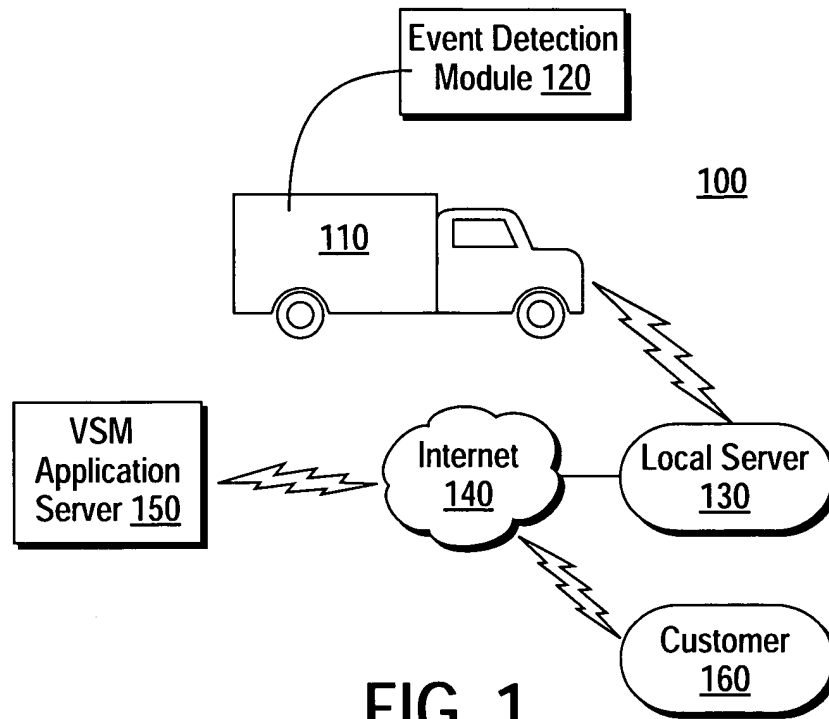 Event Detection
Module 120
100
110
VSM
Application
Server 150
Internet
140
Local Server
130
Customer
160
FIG. 1